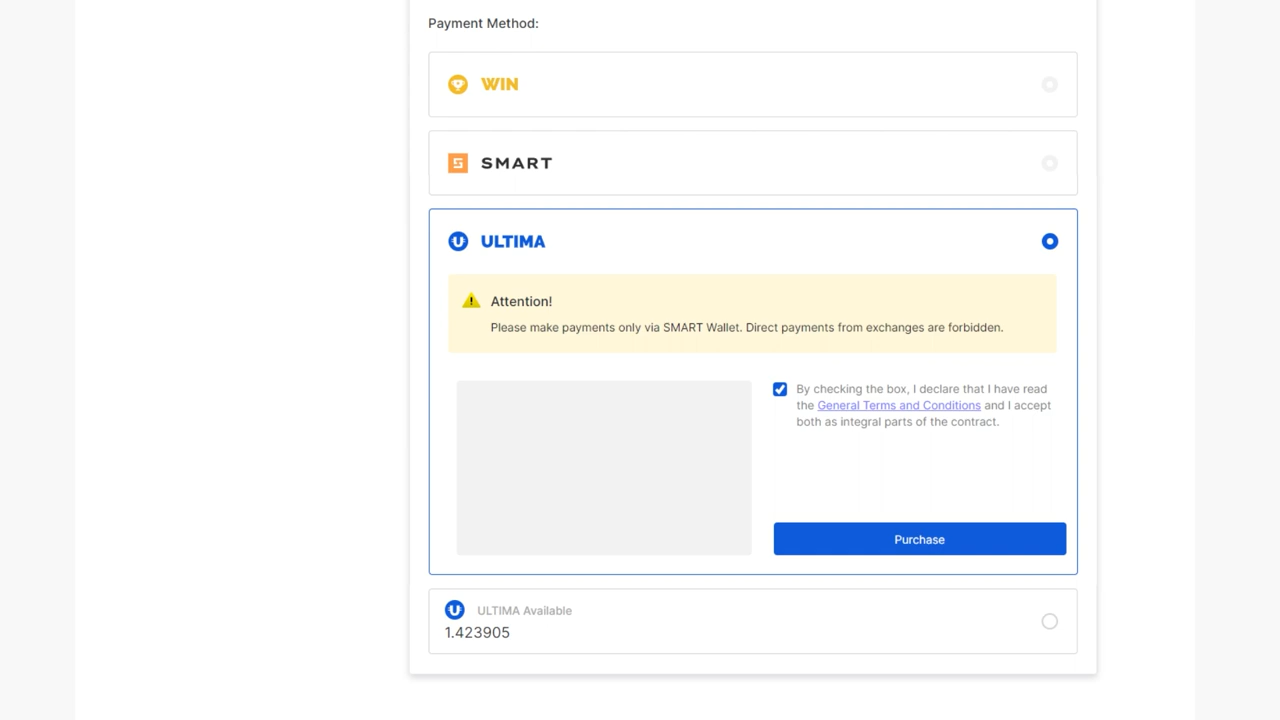 Payment Method:
WIN
SMART
ULTIMA
Attention!
Please make payments only via SMART Wallet. Direct payments from exchanges are forbidden.
By checking the box, I declare that I have read
the General Terms and Conditions and I accept
both as integral parts of the contract.
Purchase
ULTIMA Available
1.423905